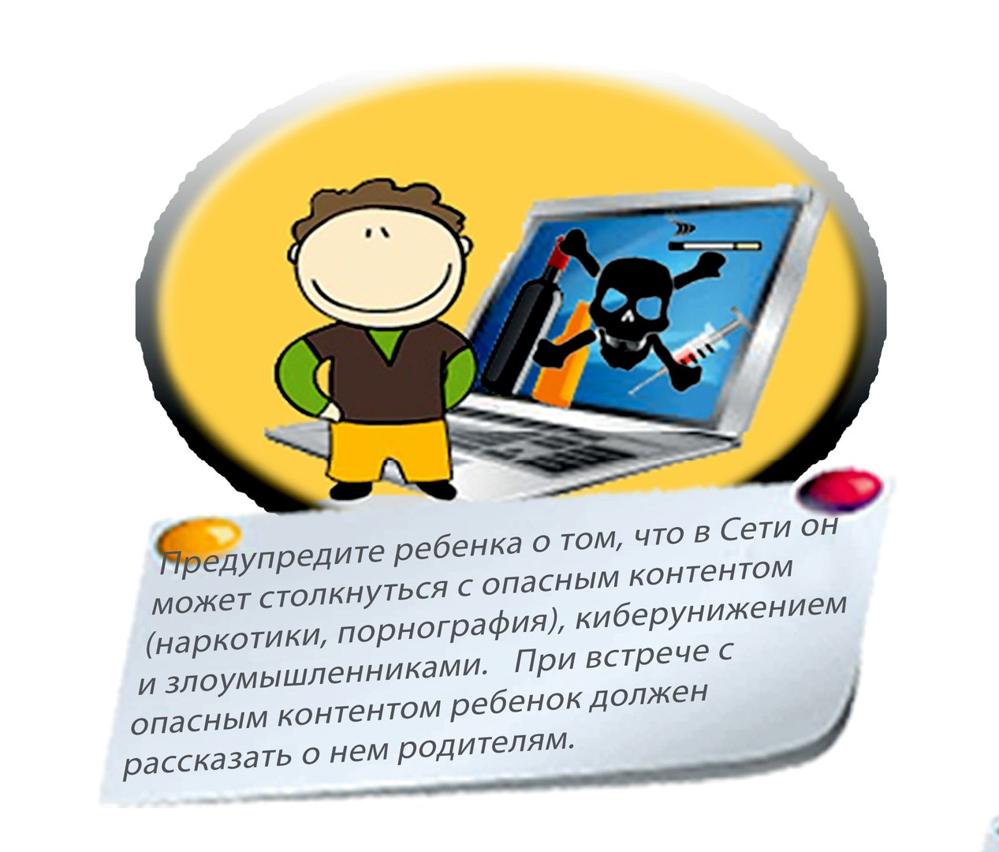 Предупредите ребенка о том, что в Сети он
может столкнуться с опасным контентом
(наркотики, порнография), киберунижением
и злоумышленниками. При встрече с
опасным контентом ребенок должен
рассказать о нем родителям.